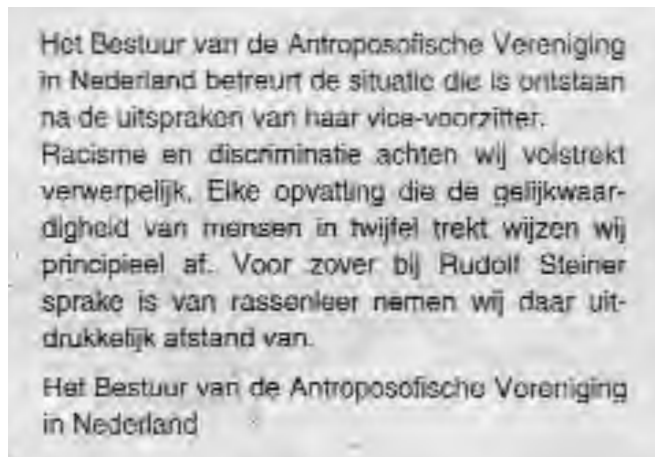 Het Bestuur van de Antroposofische Vereniging
in Nederland betreurt de situatie die is ontstaan
na de uitspraken van haar vice-voorzitter.
Racisme en discriminatie achten wij volstrekt
verwerpelijk. Elke opvatting die de gelijkwaar-
digheid van mensen in twijfel trekt wijzen wij
principieel af. Voor zover bij Rudolf Steiner
sprake is van rassenleer nemen wij daar uit-
drukkelijk afstand van.
Het Bestuur van de Antroposofische Vereniging
in Nederland